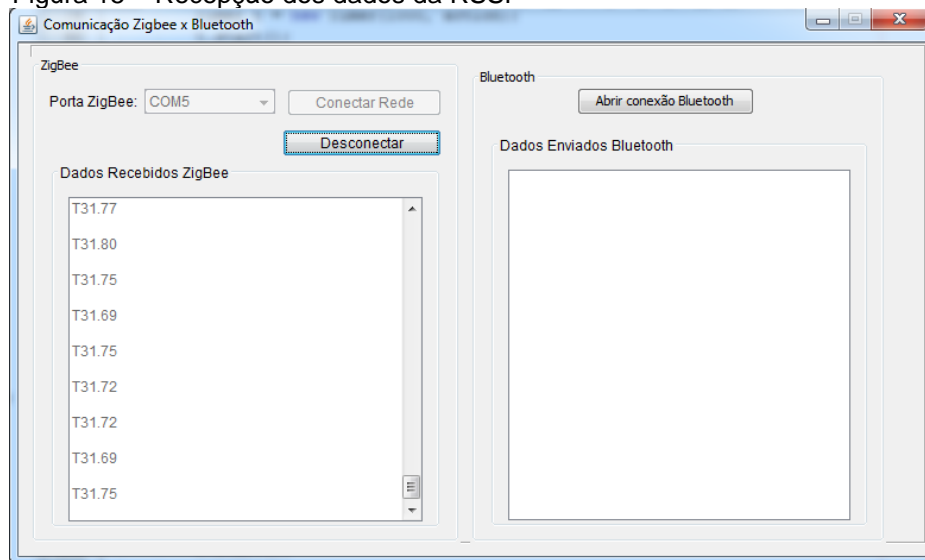 Comunicação Zigbee x Bluetooth
ZigBee
Porta ZigBee: COM5 Conectar Rede
Desconectar
Dados Recebidos ZigBee
T31.77
T31.80
T31.75
T31.69
T31.75
T31.72
T31.72
T31.69
T31.75
Bluetooth
Abrir conexão Bluetooth
Dados Enviados Bluetooth